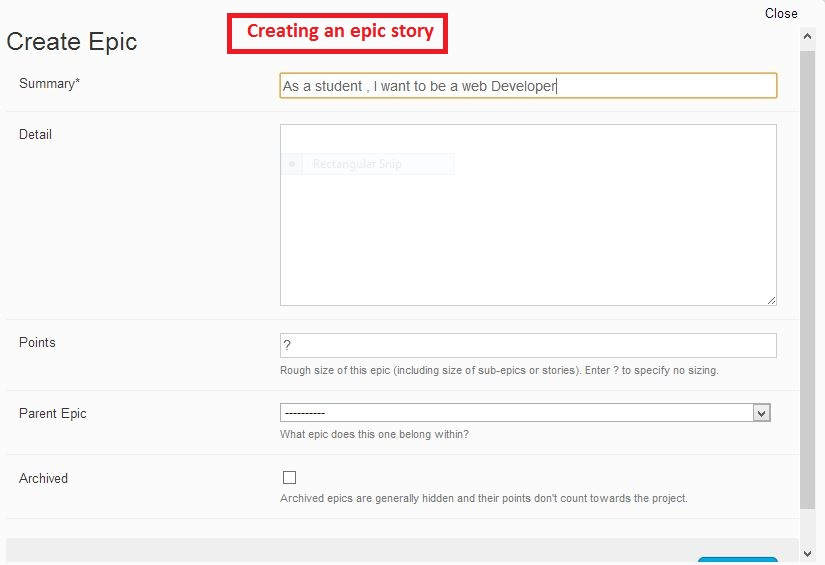 Close
Create Epic
Creating an epic story
Summary*
As a student , I want to be a web Developer
Detail
Rectangular Snip
Points
?
Rough size of this epic (including size of sub-epics or stories). Enter ? to specify no sizing.
Parent Epic
----------
What epic does this one belong within?
Archived
Archived epics are generally hidden and their points don't count towards the project.